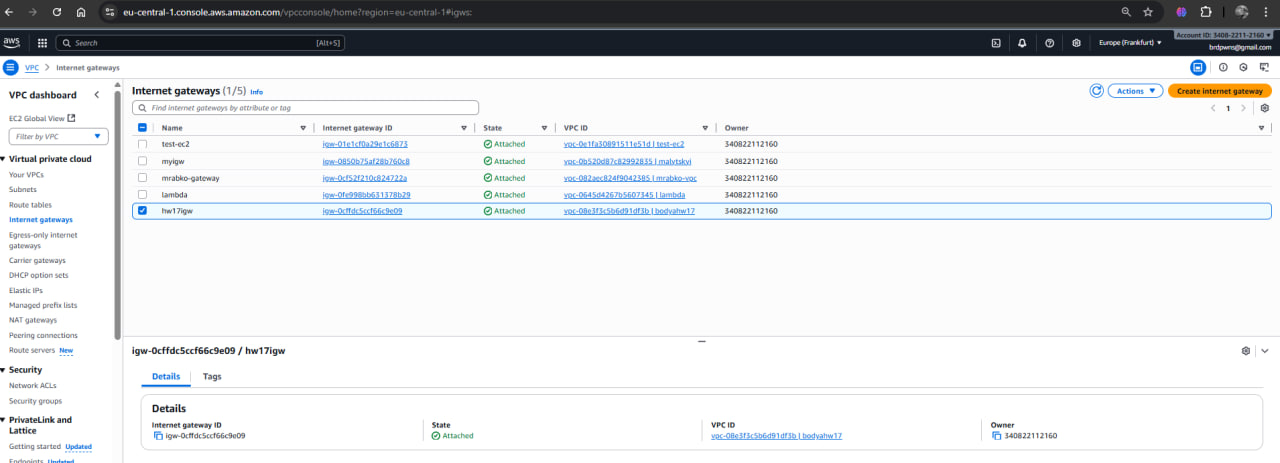 eu-central-1.console.aws.amazon.com/vpcconsole/home?region=eu-central-1#igws:
aws Search [Alt+S] Europe (Frankfurt) Account ID: 3408-2211-2160
brdpwns@gmail.com
VPC Internet gateways
VPC dashboard
EC2 Global View
Filter by VPC
Virtual private cloud
Your VPCs
Subnets
Route tables
Internet gateways
Egress-only internet
gateways
Carrier gateways
DHCP option sets
Elastic IPs
Managed prefix lists
NAT gateways
Peering connections
Route servers New
Security
Network ACLs
Security groups
PrivateLink and
Lattice
Getting started Updated
Endpoints Updated
Internet gateways (1/5) Info Actions Create internet gateway
Find internet gateways by attribute or tag 1
Name Internet gateway ID State VPC ID Owner
test-ec2 igw-01e1cf0a29e1c6873 Attached vpc-0e1fa30891511e51d | test-ec2 340822112160
myigw igw-0850b75af28b760c8 Attached vpc-0b520d87c82992835 | malytskyi 340822112160
mrabko-gateway igw-0cf52f210c824722a Attached vpc-082aec824f9042385 | mrabko-vpc 340822112160
lambda igw-0fe998bb631378b29 Attached vpc-0645d4267b5607345 | lambda 340822112160
hw17igw igw-0cffdc5ccf66c9e09 Attached vpc-08e3f3c5b6d91df3b | bodyahw17 340822112160
igw-0cffdc5ccf66c9e09 / hw17igw
Details Tags
Details
Internet gateway ID State VPC ID Owner
igw-0cffdc5ccf66c9e09 Attached vpc-08e3f3c5b6d91df3b | bodyahw17 340822112160